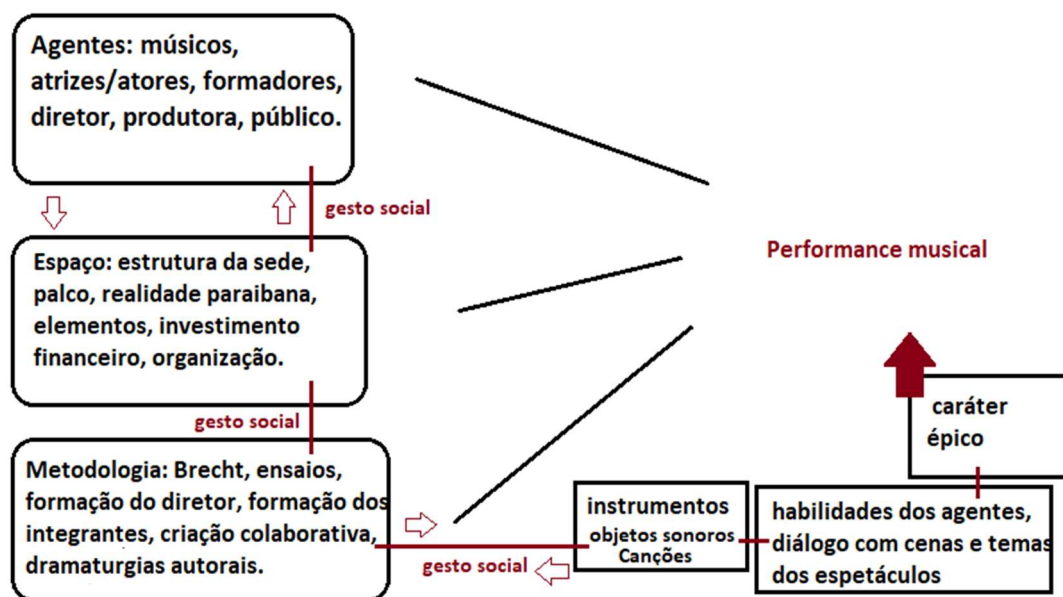 Agentes: músicos,
atrizes/atores, formadores,
diretor, produtora, público.
gesto social
Espaço: estrutura da sede,
palco, realidade paraibana,
elementos, investimento
financeiro, organização.
gesto social
Metodologia: Brecht, ensaios,
formação do diretor, formação dos
integrantes, criação colaborativa,
dramaturgias autorais.
gesto social
instrumentos
objetos sonoros
Canções
habilidades dos agentes,
diálogo com cenas e temas
dos espetáculos
caráter
épico
Performance musical